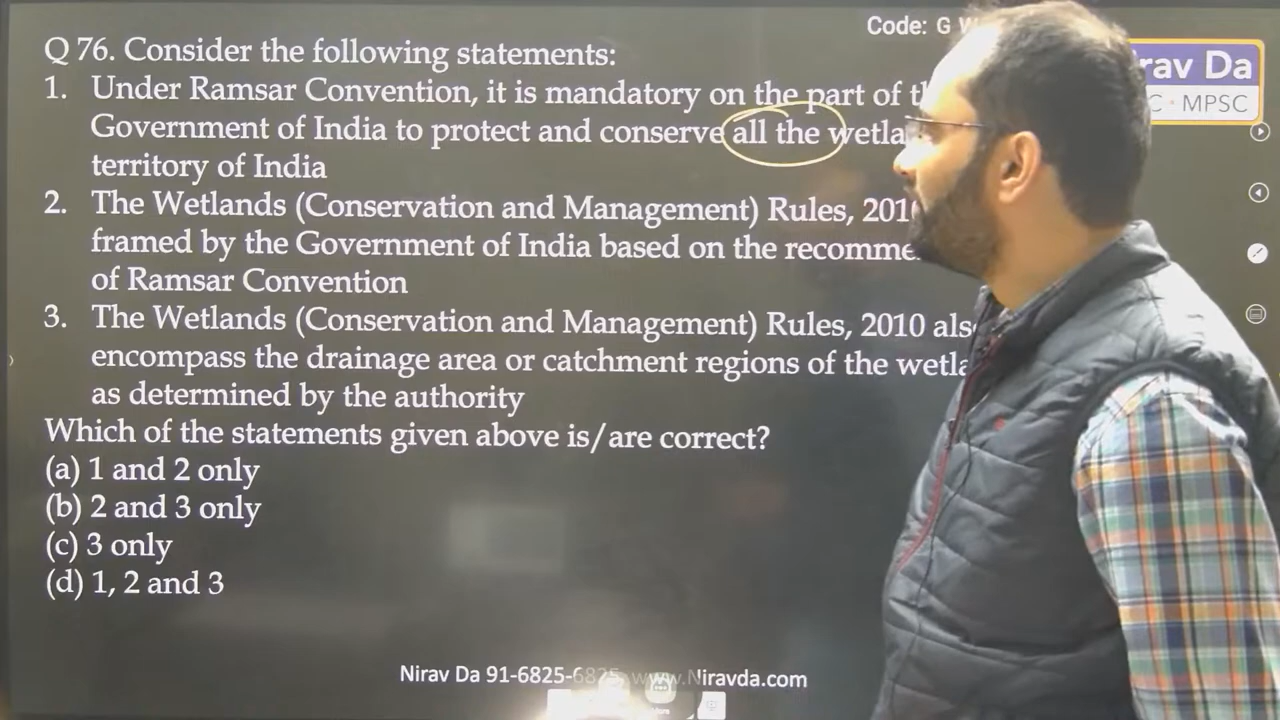 Code: G
Q 76. Consider the following statements:
rav Da
1. Under Ramsar Convention, it is mandatory on the part of
C · MPSC
Government of India to protect and conserve all the
territory of India
2. The Wetlands (Conservation and Management) Rules,
framed by the Government of India based on the
of Ramsar Convention
3. The Wetlands (Conservation and Management) Rules, 2010
encompass the drainage area or catchment regions of the
as determined by the authority
Which of the statements given above is/are correct?
(a) 1 and 2 only
(b) 2 and 3 only
(c) 3 only
(d) 1, 2 and 3
Nirav Da 91-6825-6825, www.Niravda.com